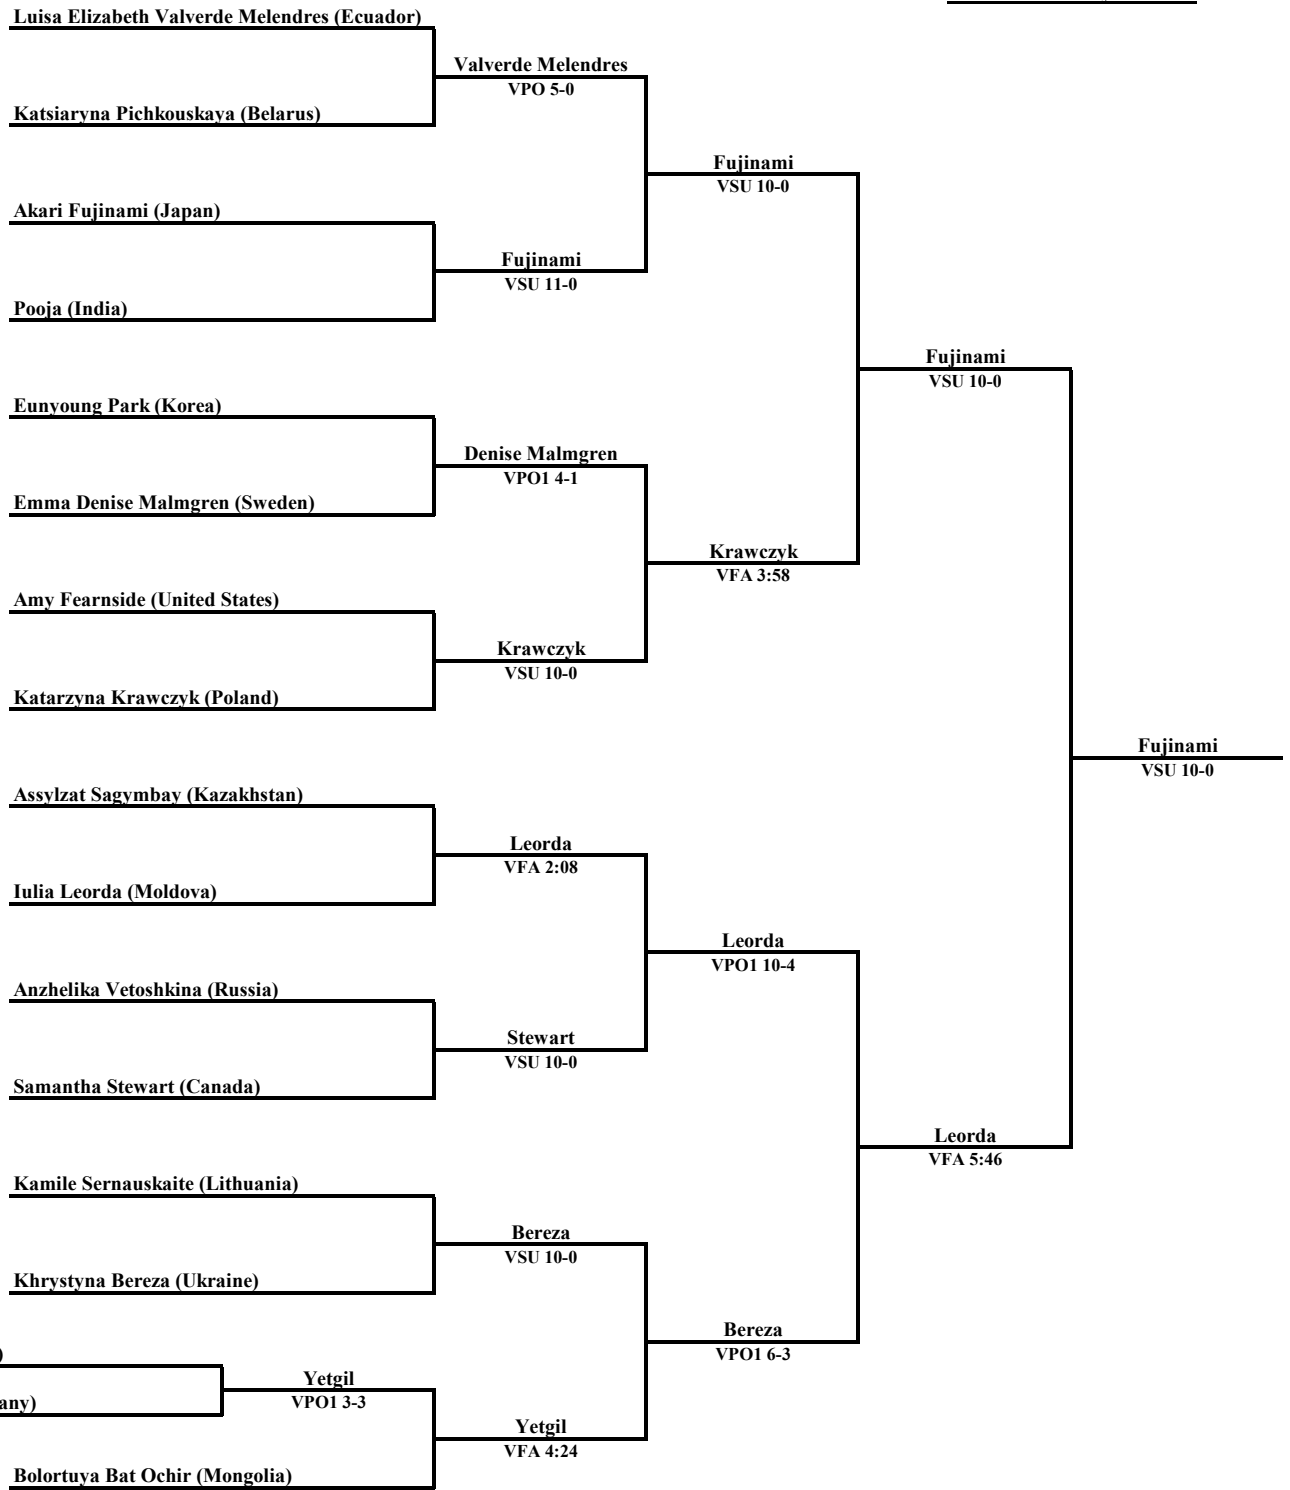 Luisa Elizabeth Valverde Melendres (Ecuador)
Valverde Melendres
VPO 5-0
Katsiaryna Pichkouskaya (Belarus)
Fujinami
VSU 10-0
Akari Fujinami (Japan)
Fujinami
VSU 11-0
Pooja (India)
Fujinami
VSU 10-0
Eunyoung Park (Korea)
Denise Malmgren
VPO1 4-1
Emma Denise Malmgren (Sweden)
Krawczyk
VFA 3:58
Amy Fearnside (United States)
Krawczyk
VSU 10-0
Katarzyna Krawczyk (Poland)
Fujinami
VSU 10-0
Assylzat Sagymbay (Kazakhstan)
Leorda
VFA 2:08
Iulia Leorda (Moldova)
Leorda
VPO1 10-4
Anzhelika Vetoshkina (Russia)
Stewart
VSU 10-0
Samantha Stewart (Canada)
Leorda
VFA 5:46
Kamile Sernauskaite (Lithuania)
Bereza
VSU 10-0
Khrystyna Bereza (Ukraine)
Bereza
VPO1 6-3
)
Yetgil
VPO1 3-3
any)
Yetgil
VFA 4:24
Bolortuya Bat Ochir (Mongolia)